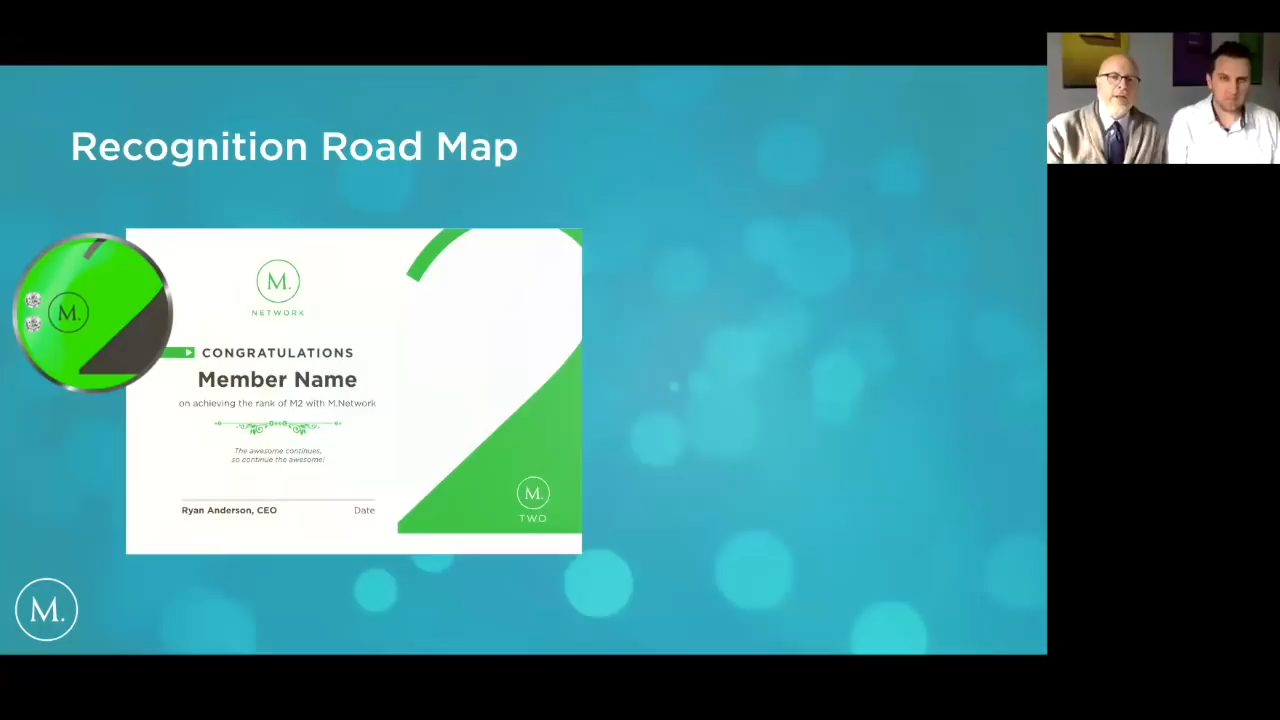 Recognition Road Map
M.
NETWORK
M.
CONGRATULATIONS
Member Name
on achieving the rank of M2 with M.Network
The awesome continues,
so continue the awesome!
Ryan Anderson, CEO Date
M.
TWO
M.